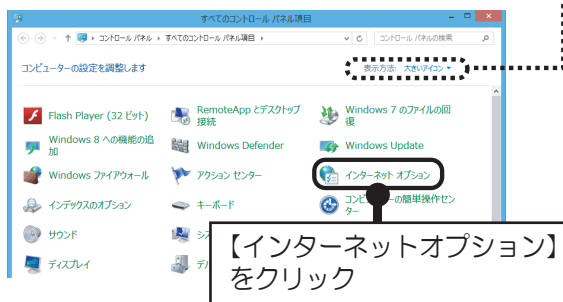 すべてのコントロール パネル項目
コントロール パネル ▸ すべてのコントロール パネル項目 ▸
コントロール パネルの検索
コンピューターの設定を調整します
表示方法: 大きいアイコン
Flash Player (32 ビット)
RemoteApp とデスクトップ
接続
Windows 7 のファイルの回
復
Windows 8 への機能の追
加
Windows Defender
Windows Update
Windows ファイアウォール
アクション センター
インターネット オプション
インデックスのオプション
キーボード
コンピューターの簡単操作セン
ター
サウンド
シス
ディスプレイ
デバ
【インターネットオプション】
をクリック